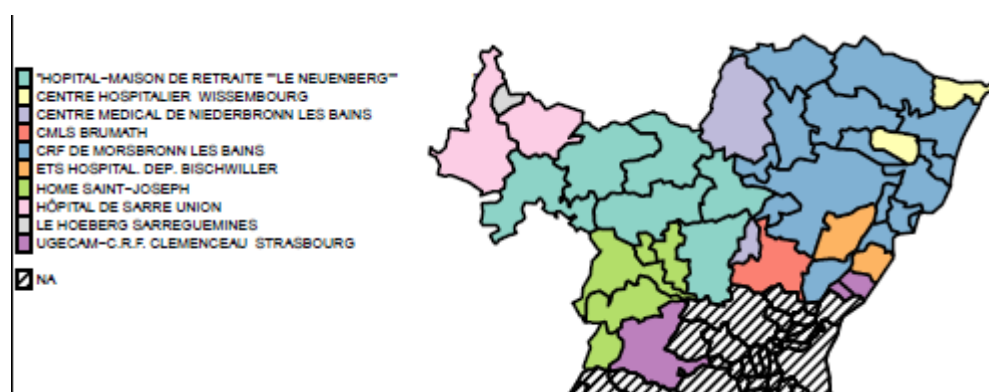 "HOPITAL-MAISON DE RETRAITE ""LE NEUENBERG""
CENTRE HOSPITALIER  WISSEMBOURG
CENTRE MEDICAL DE NIEDERBRONN LES BAINS
CMLS BRUMATH
CRF DE MORSBRONN LES BAINS
ETS HOSPITAL. DEP. BISCHWILLER
HOME SAINT-JOSEPH
HÔPITAL DE SARRE UNION
LE HOEBERG SARREGUEMINES
UGECAM-C.R.F. CLEMENCEAU  STRASBOURG
NA